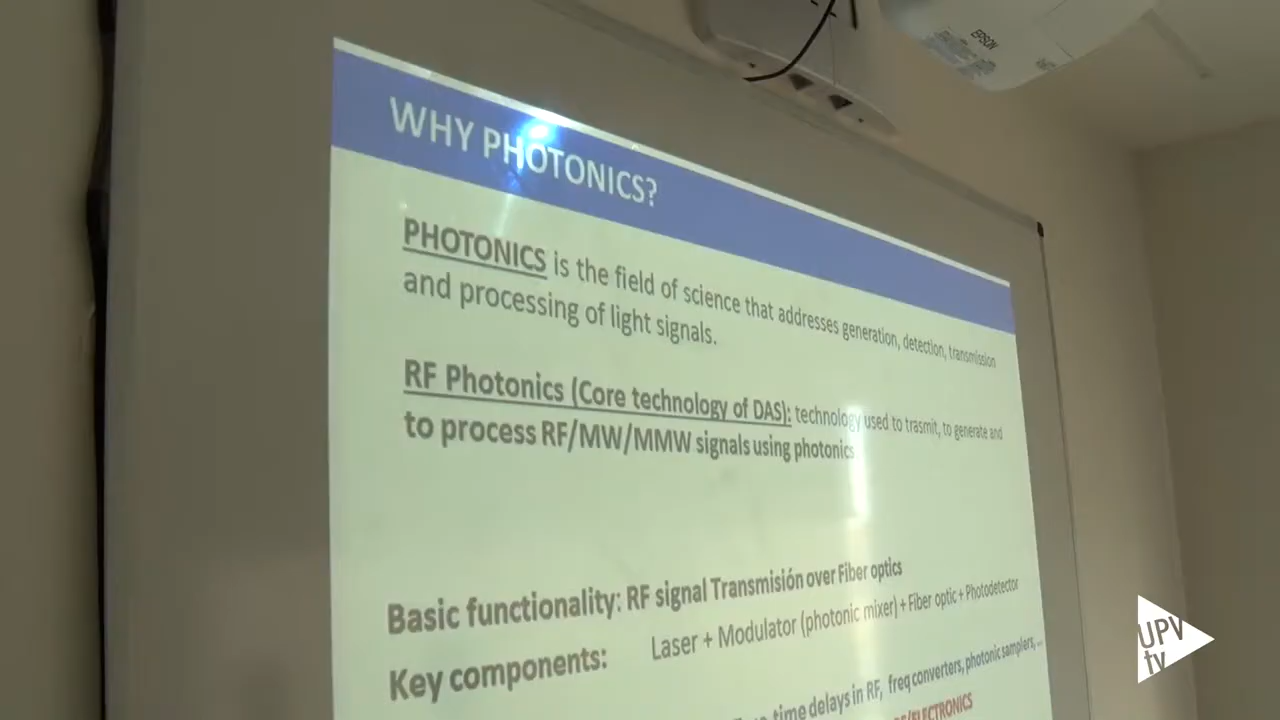 EPSON
WHY PHOTONICS?
PHOTONICS is the field of science that addresses generation, detection, transmission
and processing of light signals.
RF Photonics (Core technology of DAS): technology used to trasmit, to generate and
to process RF/MW/MMW signals using photonics
Basic functionality: RF signal Transmisión over Fiber optics
Key components: Laser + Modulator (photonic mixer) + Fiber optic + Photodetector
time delays in RF, freq converters, photonic samplers, ...
/ELECTRONICS
UPV
tv